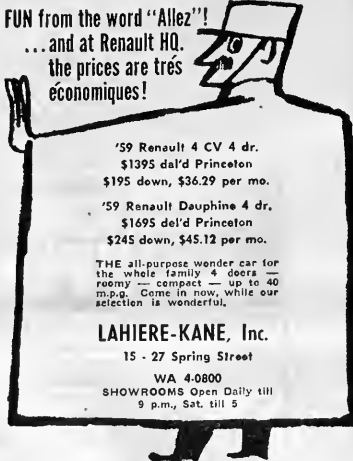 FUN from the word "Allez"!
...and at Renault HQ.
the prices are trés
économiques!
'59 Renault 4 CV 4 dr.
$1395 dal'd Princeton
$195 down, $36.29 per mo.
'59 Renault Dauphine 4 dr.
$1695 del'd Princeton
$245 down, $45.12 per mo.
THE all-purpose wonder car for
the whole family 4 doors —
roomy — compact — up to 40
m.p.g. Come in now, while our
selection is wonderful.
LAHIERE-KANE, Inc.
15 - 27 Spring Street
WA 4-0800
SHOWROOMS Open Daily till
9 p.m., Sat. till 5